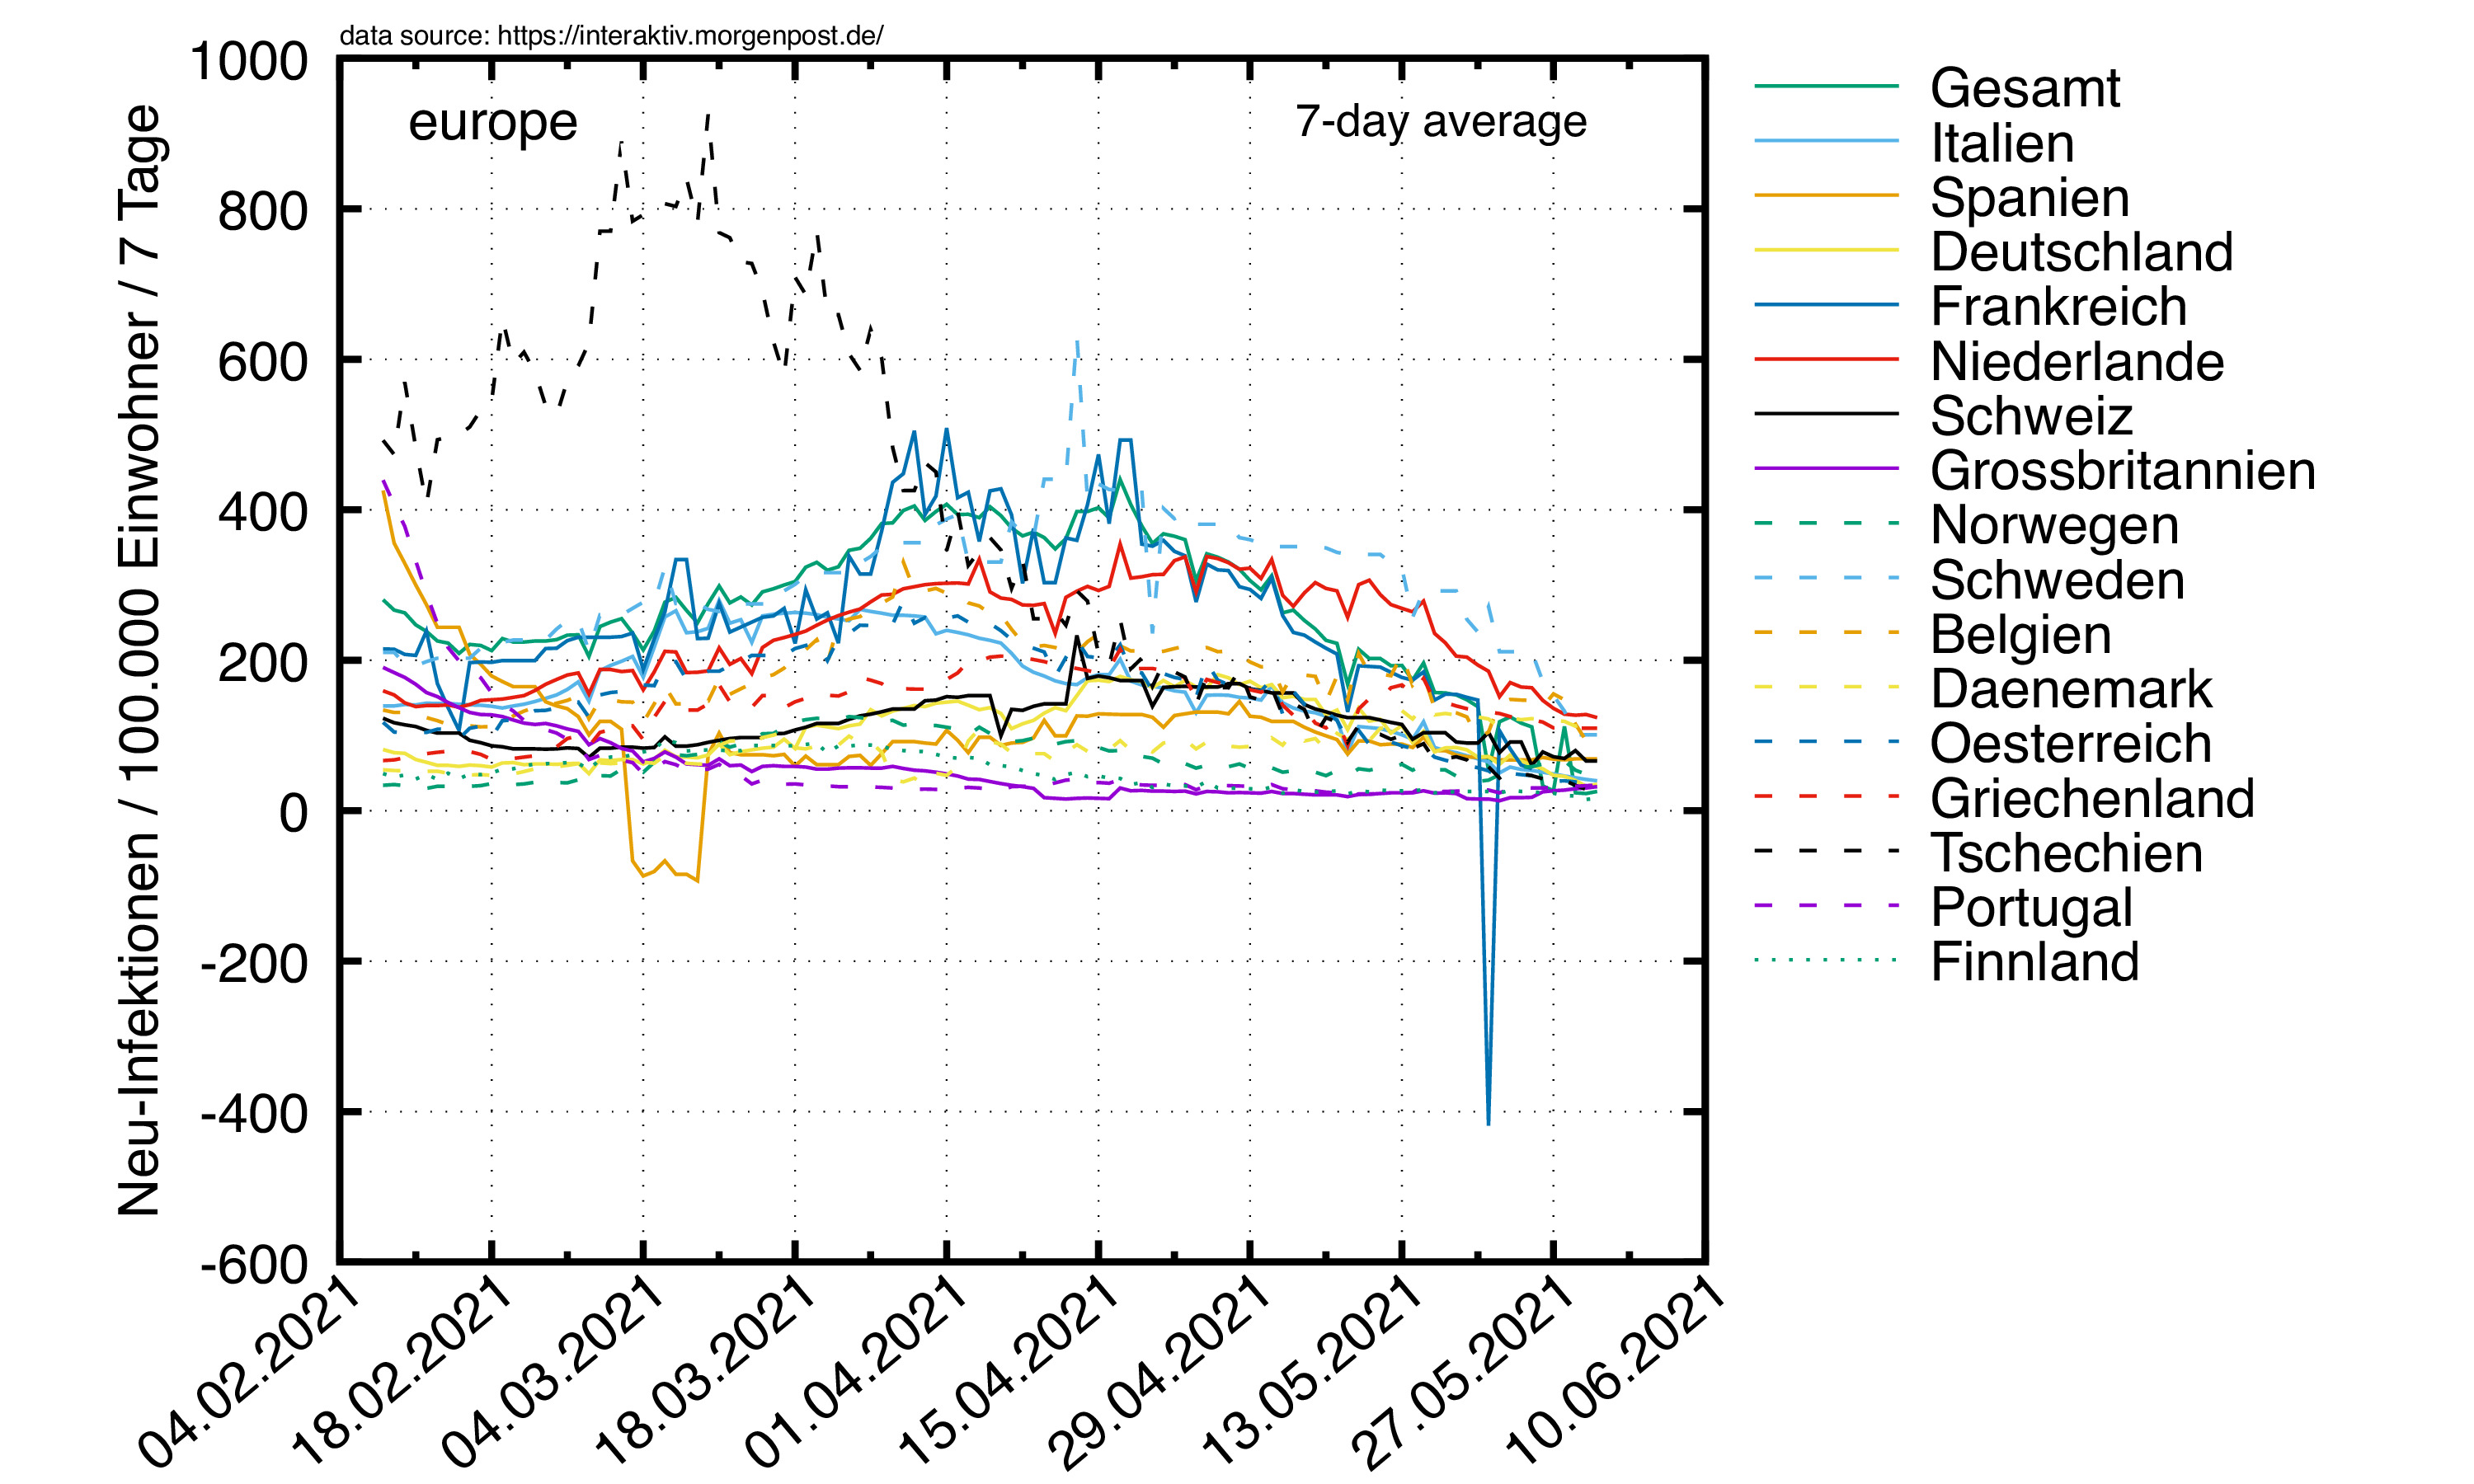 data source: https://interaktiv.morgenpost.de/
europe
7-day average
Neu-Infektionen / 100.000 Einwohner / 7 Tage
1000
800
600
400
200
0
-200
-400
-600
04.02.2021
18.02.2021
04.03.2021
18.03.2021
01.04.2021
15.04.2021
29.04.2021
13.05.2021
27.05.2021
10.06.2021
Gesamt
Italien
Spanien
Deutschland
Frankreich
Niederlande
Schweiz
Grossbritannien
Norwegen
Schweden
Belgien
Daenemark
Oesterreich
Griechenland
Tschechien
Portugal
Finnland